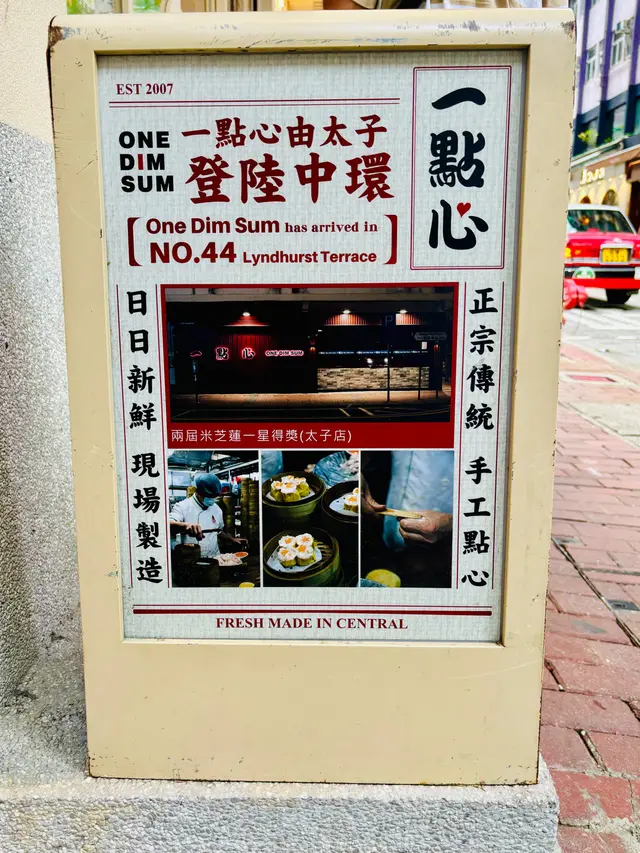 EST 2007
ONE
DIM
SUM
一點心由太子
登陸中環
One Dim Sum has arrived in
NO.44 Lyndhurst Terrace
一點心
正宗傳統 手工點心
日日新鮮 現場製造
一點心 ONE DIM SUM
兩屆米芝蓮一星得獎(太子店)
FRESH MADE IN CENTRAL